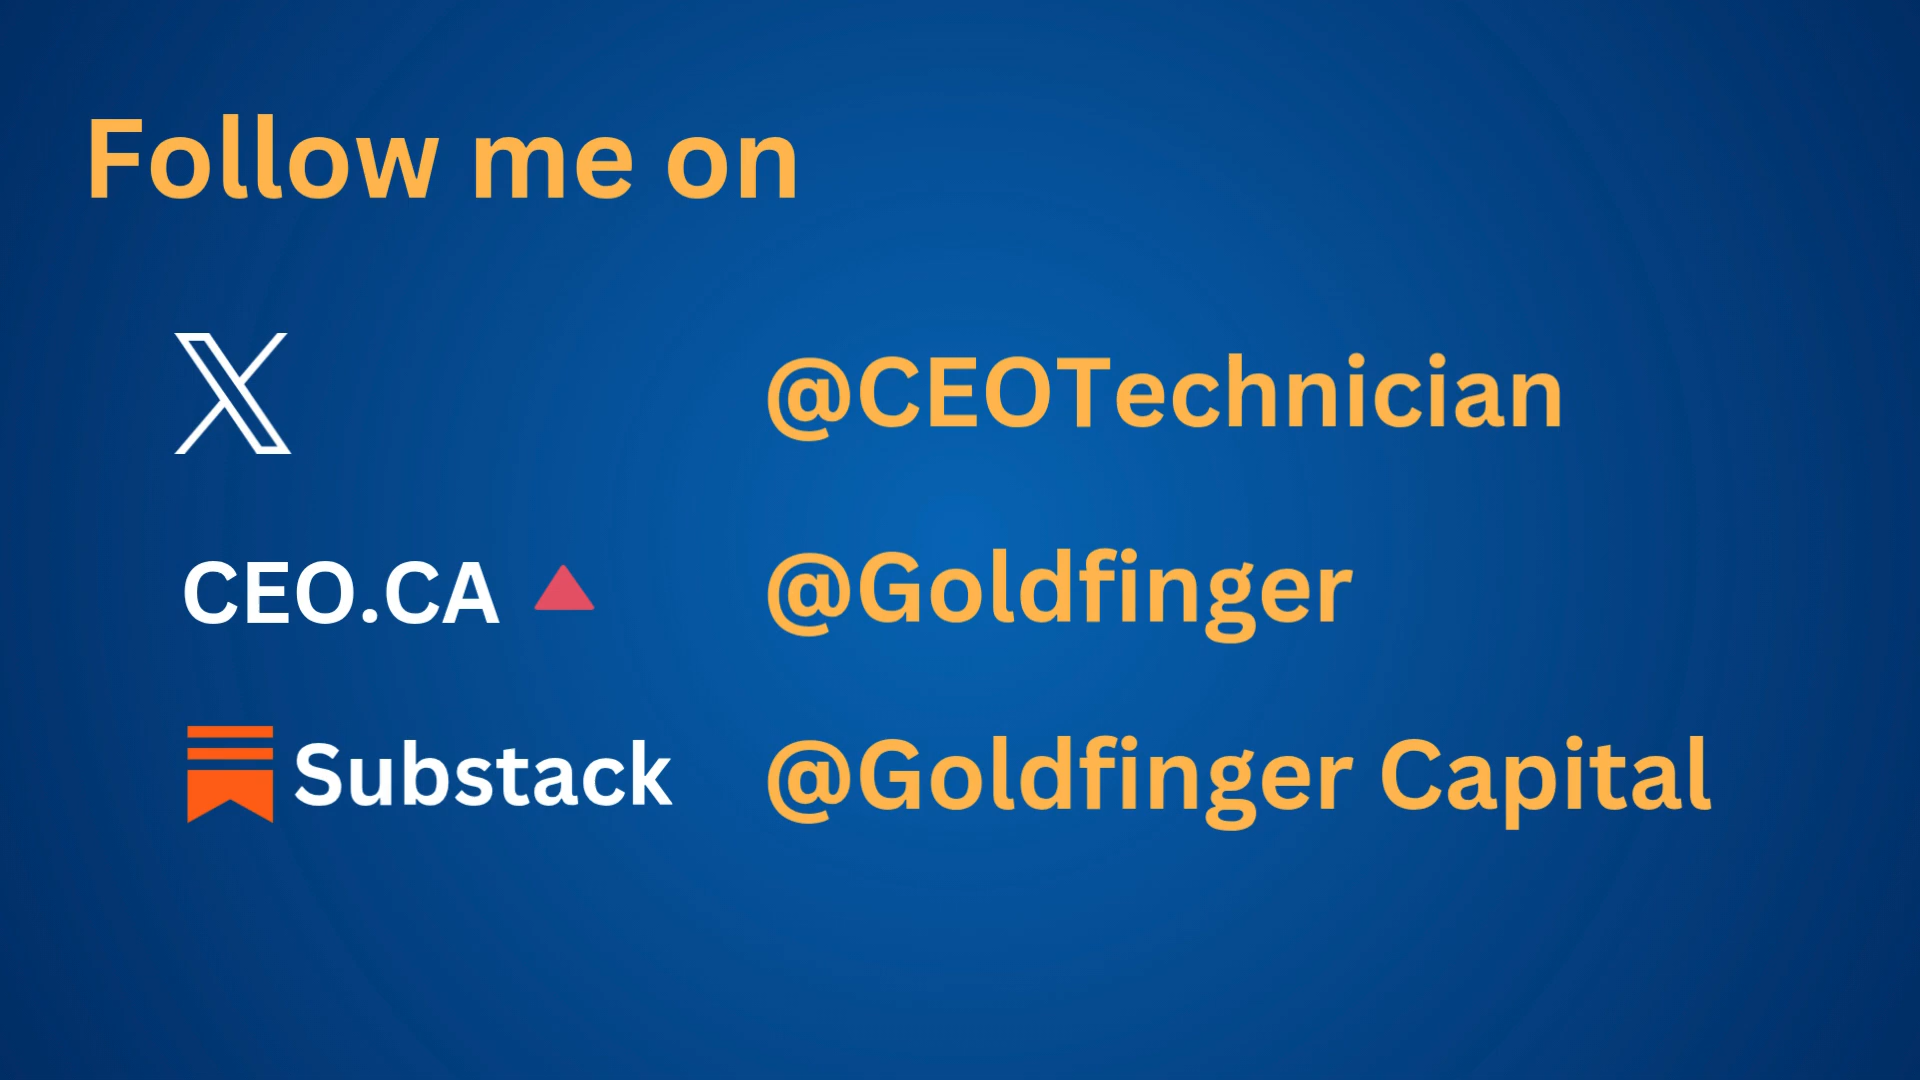 Follow me on
X @CEOTechnician
CEO.CA @Goldfinger
Substack @Goldfinger Capital